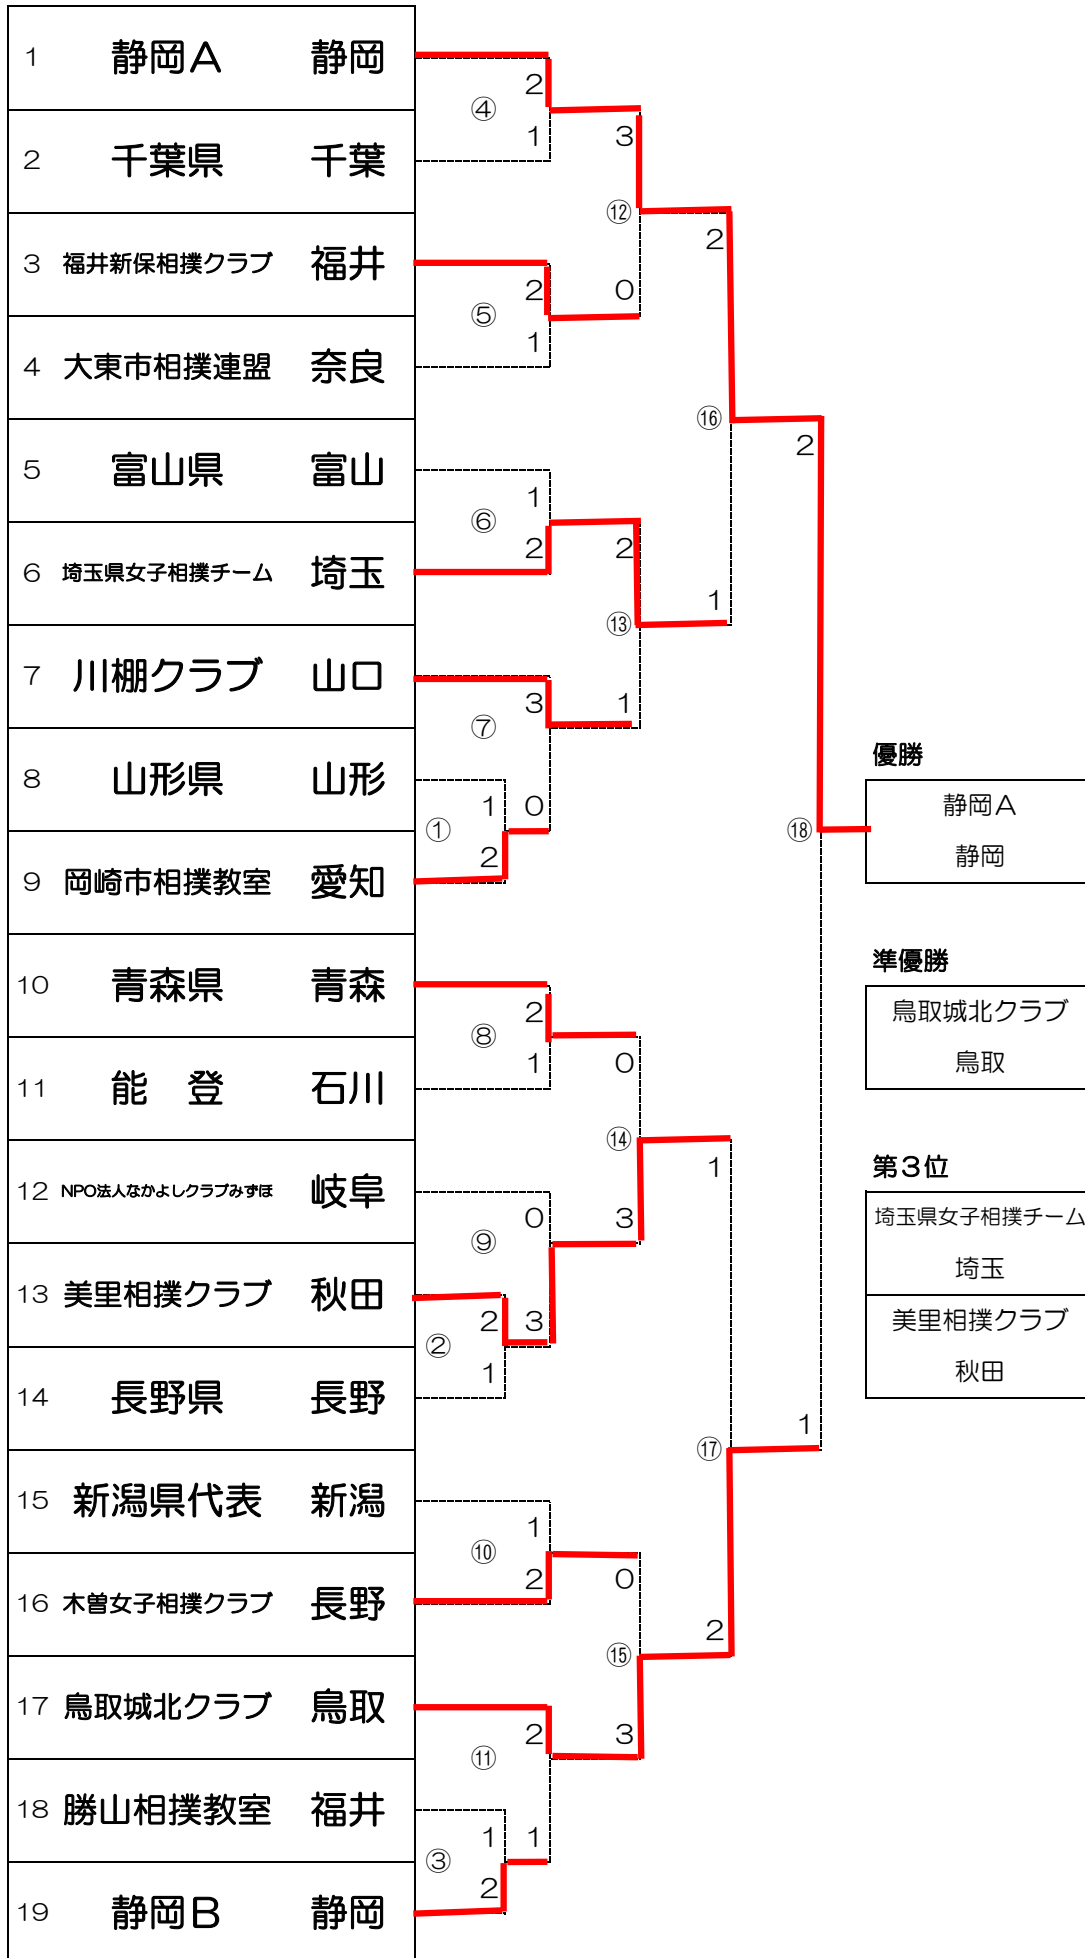 1 静岡A 静岡
2 千葉県 千葉
3 福井新保相撲クラブ 福井
4 大東市相撲連盟 奈良
5 富山県 富山
6 埼玉県女子相撲チーム 埼玉
7 川棚クラブ 山口
8 山形県 山形
9 岡崎市相撲教室 愛知
10 青森県 青森
11 能 登 石川
12 NPO法人なかよしクラブみずほ 岐阜
13 美里相撲クラブ 秋田
14 長野県 長野
15 新潟県代表 新潟
16 木曽女子相撲クラブ 長野
17 鳥取城北クラブ 鳥取
18 勝山相撲教室 福井
19 静岡B 静岡
1
①
2
2
②
1
1
③
2
2
④
1
2
⑤
1
1
⑥
2
3
⑦
0
2
⑧
1
0
⑨
3
1
⑩
2
2
⑪
1
3
⑫
0
2
⑬
1
0
⑭
3
0
⑮
3
2
⑯
1
1
⑰
2
2
⑱
1
優勝
静岡A
静岡
準優勝
鳥取城北クラブ
鳥取
第3位
埼玉県女子相撲チーム
埼玉
美里相撲クラブ
秋田